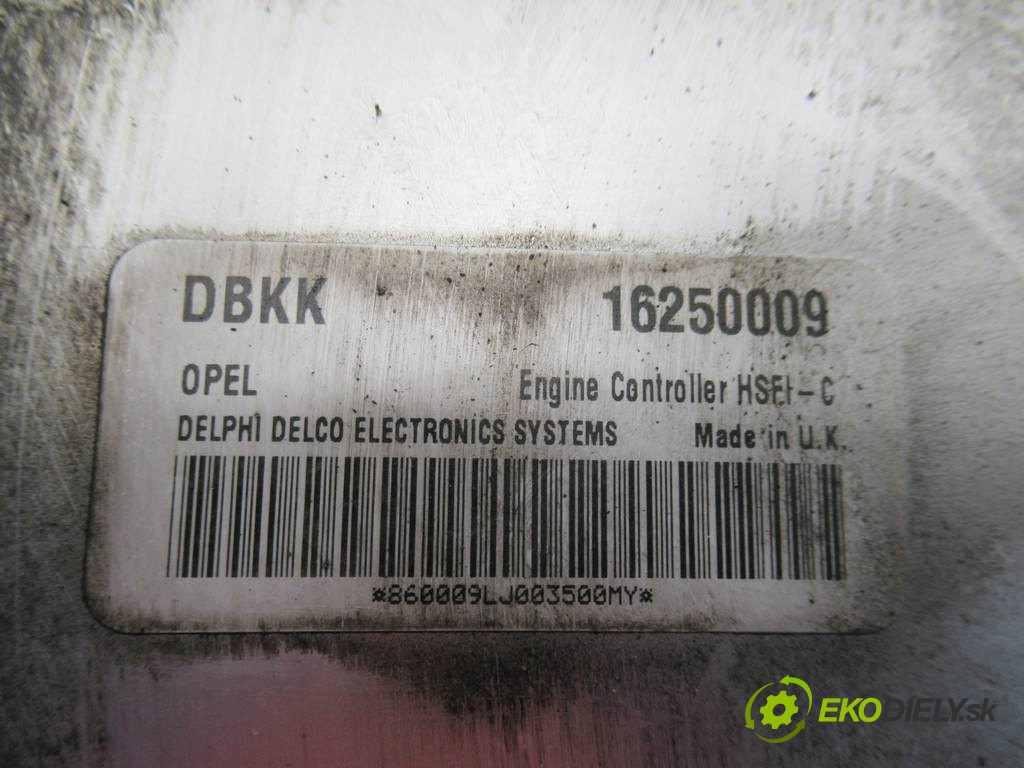 DBKK 16250009
OPEL Engine Controller HSFI-C
DELPHI DELCO ELECTRONICS SYSTEMS Made in U.K.
*860009LJ003500MY*
EKODIELY.sk